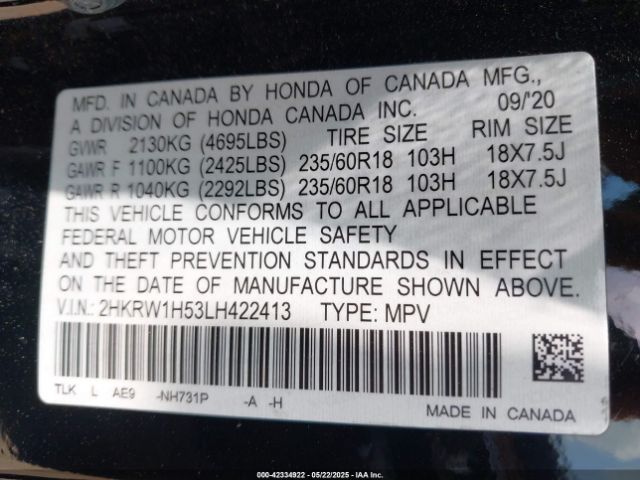 MFD. IN CANADA BY HONDA OF CANADA MFG.,
A DIVISION OF HONDA CANADA INC. 09/'20
GVWR 2130KG (4695LBS) TIRE SIZE RIM SIZE
GAWR F 1100KG (2425LBS) 235/60R18 103H 18X7.5J
GAWR R 1040KG (2292LBS) 235/60R18 103H 18X7.5J
THIS VEHICLE CONFORMS TO ALL APPLICABLE
FEDERAL MOTOR VEHICLE SAFETY
AND THEFT PREVENTION STANDARDS IN EFFECT
ON THE DATE OF MANUFACTURE SHOWN ABOVE.
V.I.N.: 2HKRW1H53LH422413 TYPE: MPV
TLK L AE9 -NH731P -A -H
MADE IN CANADA
000-42334922 - 05/22/2025 - IAA Inc.